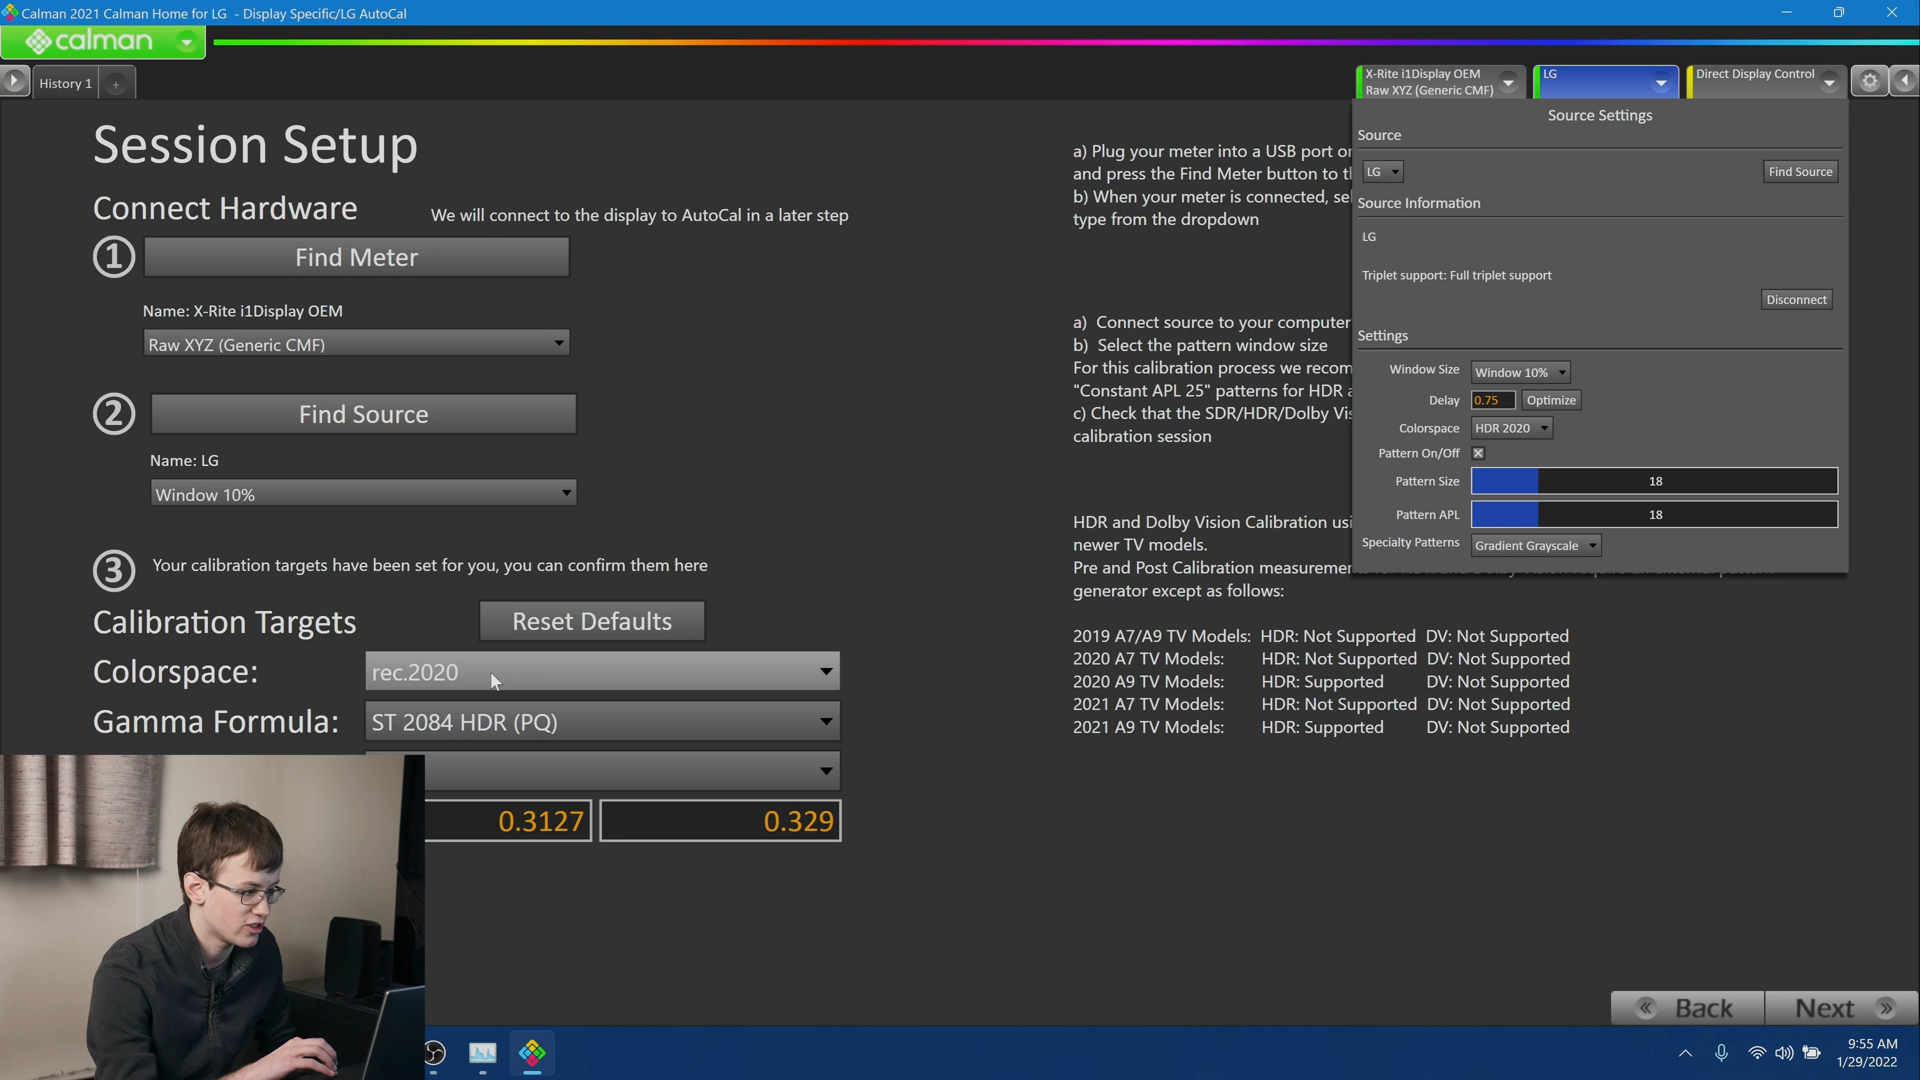 Calman 2021 Calman Home for LG - Display Specific/LG AutoCal
calman
History 1
+
X-Rite i1Display OEM
Raw XYZ (Generic CMF)
LG
Direct Display Control
Session Setup
Connect Hardware
We will connect to the display to AutoCal in a later step
1
Find Meter
Name: X-Rite i1Display OEM
Raw XYZ (Generic CMF)
2
Find Source
Name: LG
Window 10%
3
Your calibration targets have been set for you, you can confirm them here
Calibration Targets
Reset Defaults
Colorspace:
rec.2020
Gamma Formula:
ST 2084 HDR (PQ)
0.3127
0.329
a) Plug your meter into a USB port
and press the Find Meter button to
b) When your meter is connected,
type from the dropdown
a) Connect source to your computer
b) Select the pattern window size
For this calibration process we
"Constant APL 25" patterns for HDR
c) Check that the SDR/HDR/Dolby
calibration session
HDR and Dolby Vision Calibration
newer TV models.
Pre and Post Calibration
generator except as follows:
2019 A7/A9 TV Models: HDR: Not Supported DV: Not Supported
2020 A7 TV Models: HDR: Not Supported DV: Not Supported
2020 A9 TV Models: HDR: Supported DV: Not Supported
2021 A7 TV Models: HDR: Not Supported DV: Not Supported
2021 A9 TV Models: HDR: Supported DV: Not Supported
Source Settings
Source
LG
Find Source
Source Information
LG
Triplet support: Full triplet support
Disconnect
Settings
Window Size
Window 10%
Delay
0.75
Optimize
Colorspace
HDR 2020
Pattern On/Off
Pattern Size
18
Pattern APL
18
Specialty Patterns
Gradient Grayscale
Back
Next
9:55 AM
1/29/2022